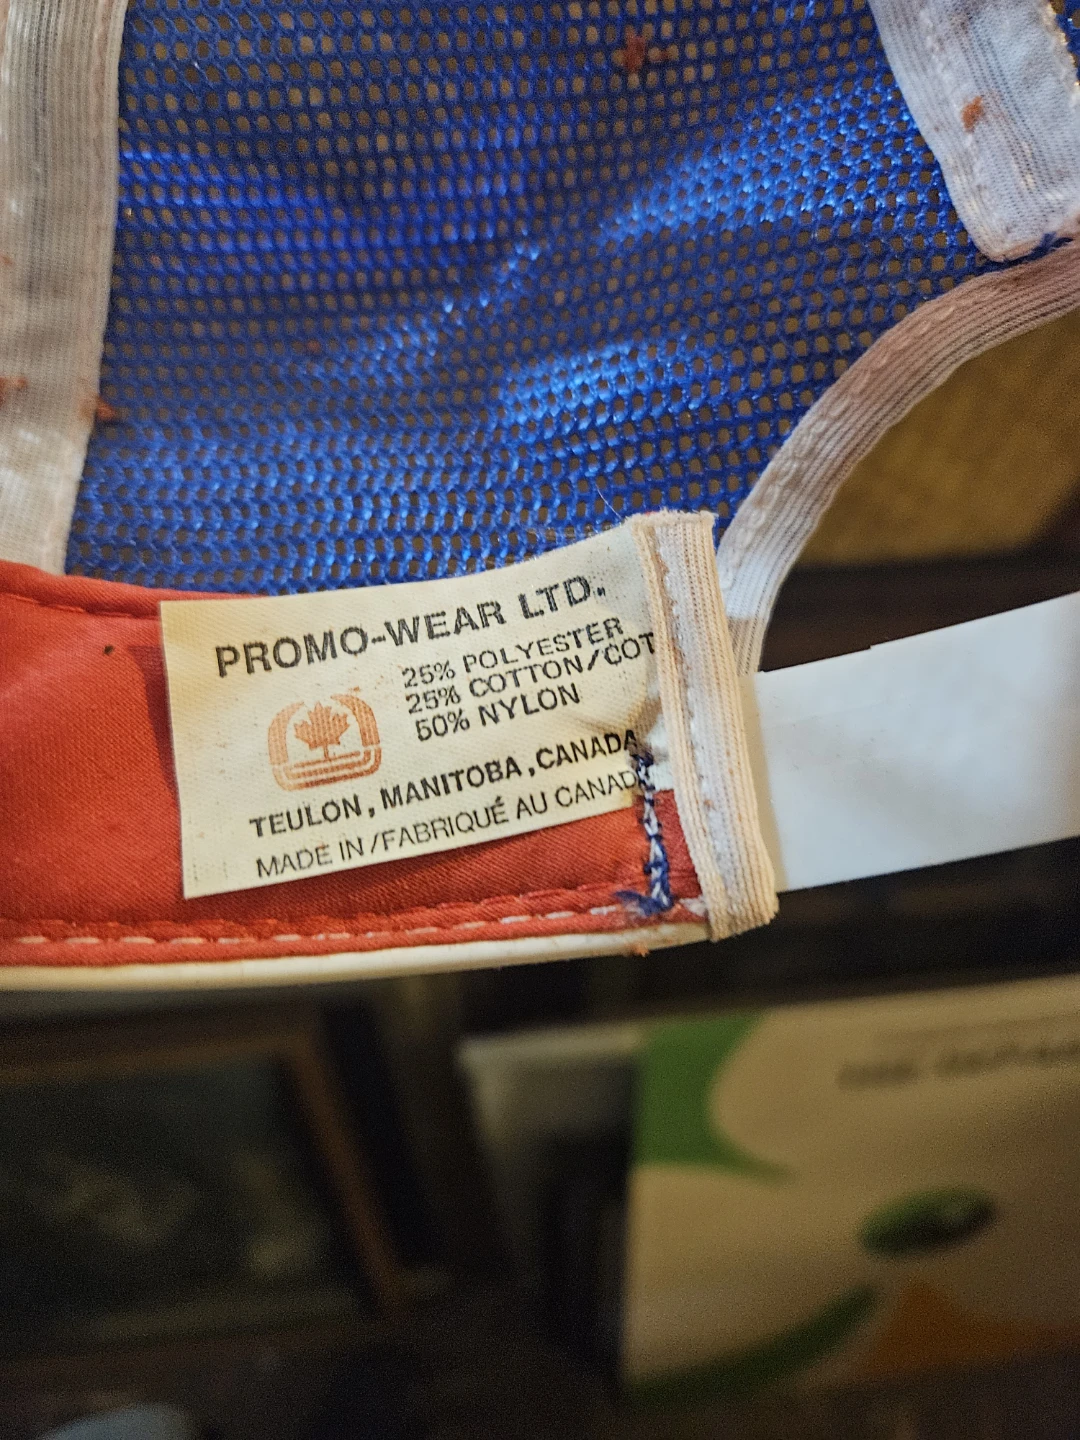 PROMO-WEAR LTD.
25% POLYESTER
25% COTTON/COT
50% NYLON
TEULON, MANITOBA, CANADA
MADE IN/FABRIQUÉ AU CANAD